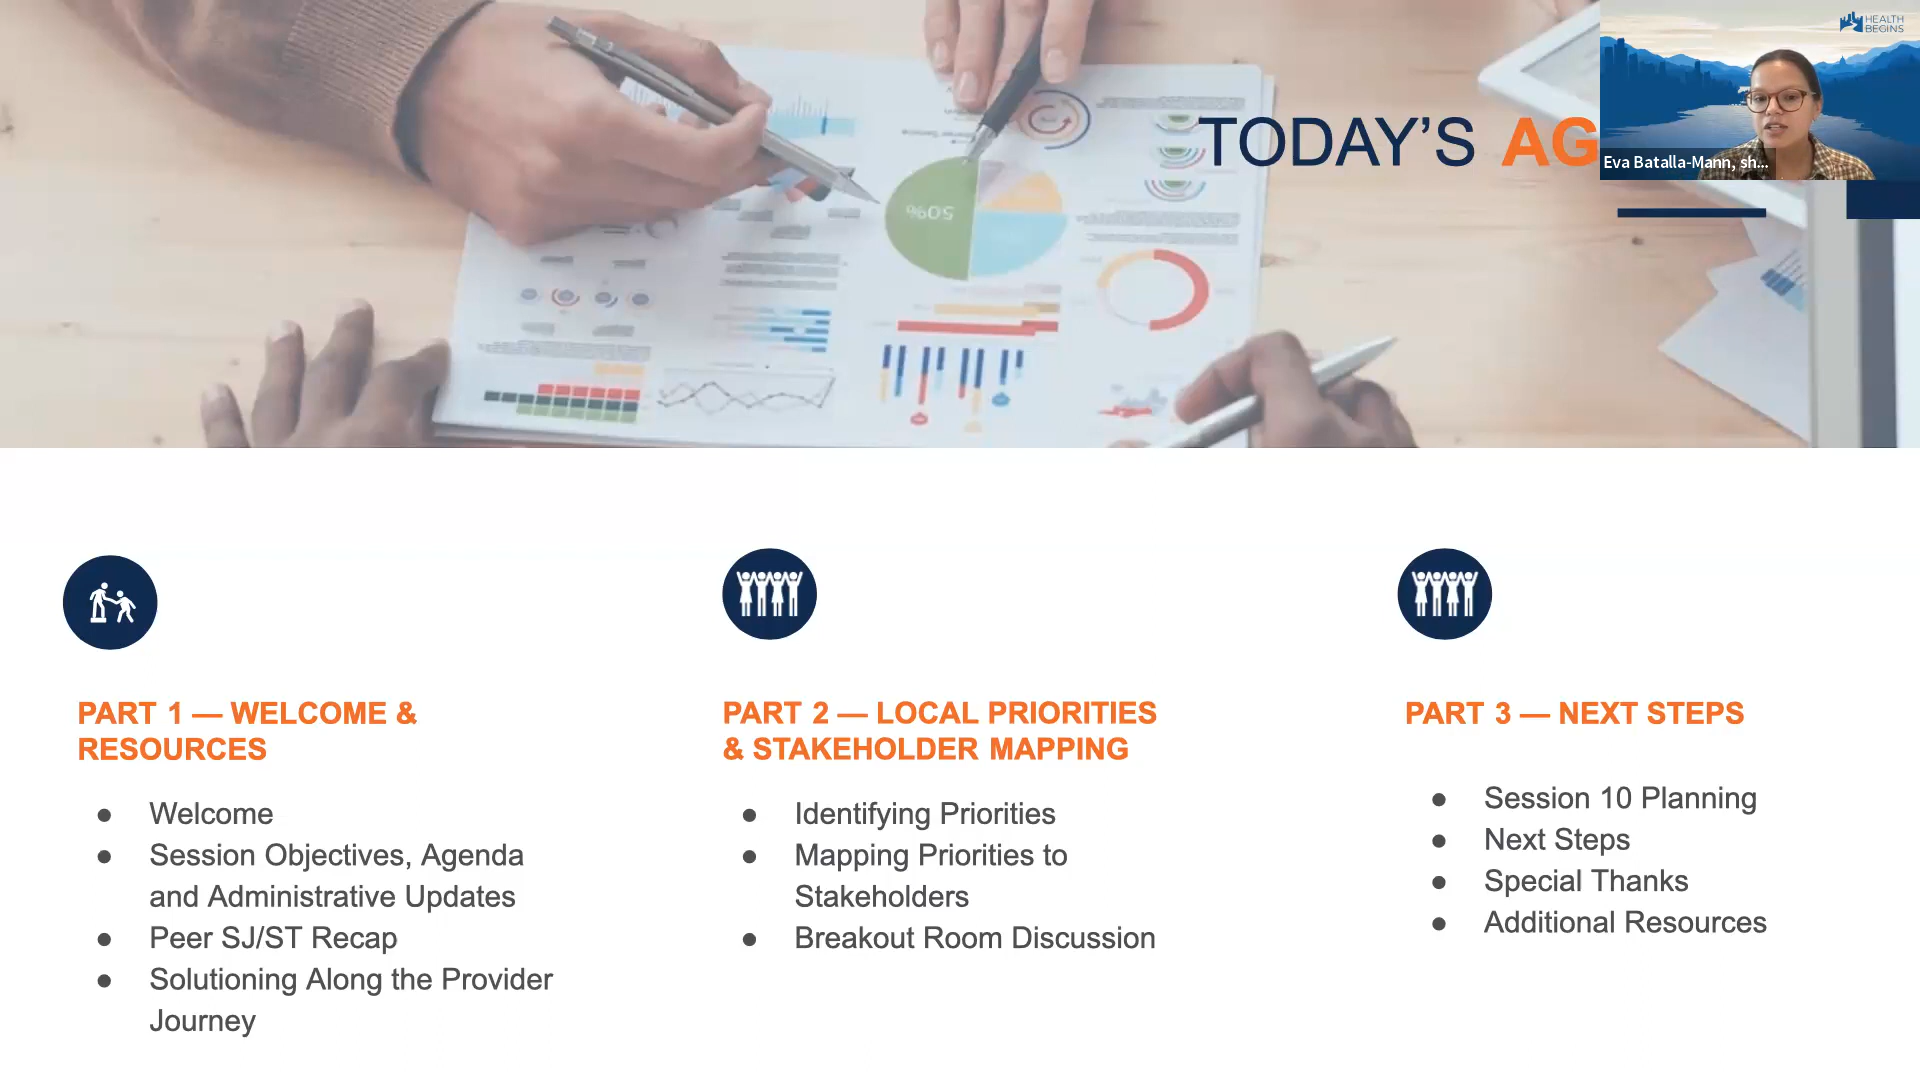 HEALTH
BEGINS
TODAY'S AG
Eva Batalla-Mann, sh...
50%
PART 1 — WELCOME &
RESOURCES
● Welcome
● Session Objectives, Agenda
and Administrative Updates
● Peer SJ/ST Recap
● Solutioning Along the Provider
Journey
PART 2 — LOCAL PRIORITIES
& STAKEHOLDER MAPPING
● Identifying Priorities
● Mapping Priorities to
Stakeholders
● Breakout Room Discussion
PART 3 — NEXT STEPS
● Session 10 Planning
● Next Steps
● Special Thanks
● Additional Resources